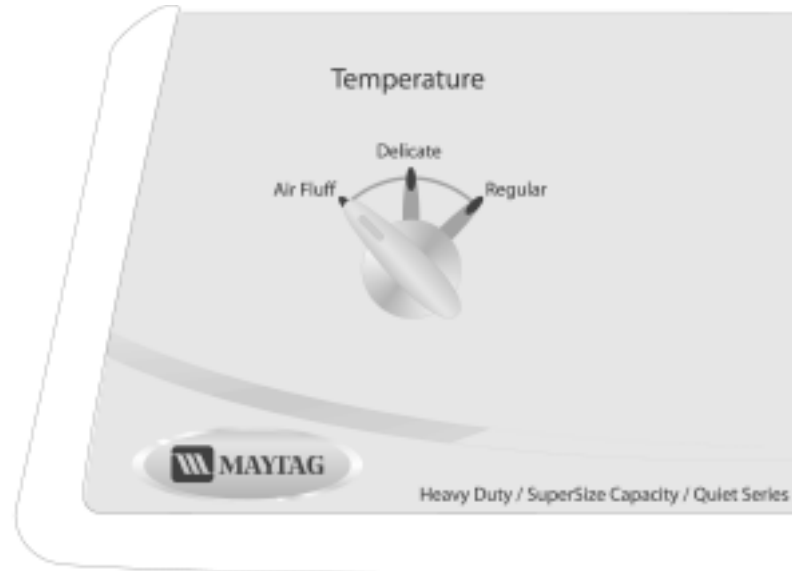 Temperature
Delicate
Air Fluff
Regular
MAYTAG
Heavy Duty / SuperSize Capacity / Quiet Series